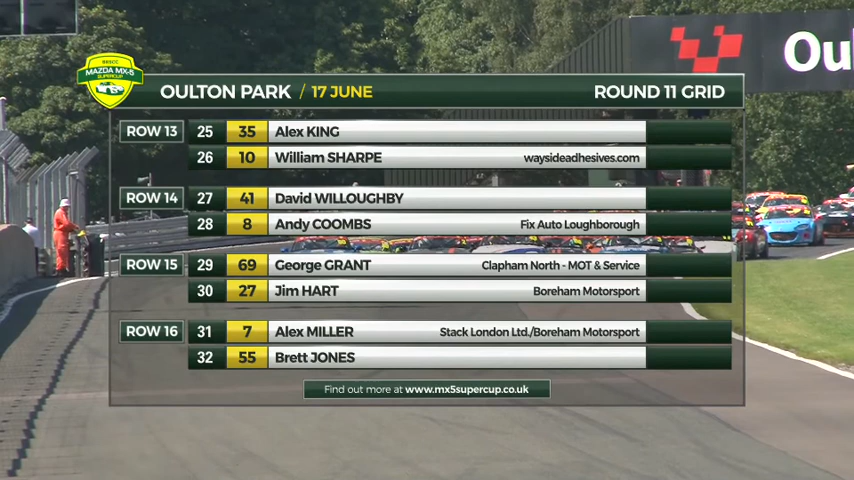 Oul
BRSCC
MAZDA MX-5
SUPERCUP
OULTON PARK / 17 JUNE ROUND 11 GRID
ROW 13 25 35 Alex KING
26 10 William SHARPE waysideadhesives.com
ROW 14 27 41 David WILLOUGHBY
28 8 Andy COOMBS Fix Auto Loughborough
ROW 15 29 69 George GRANT Clapham North - MOT & Service
30 27 Jim HART Boreham Motorsport
ROW 16 31 7 Alex MILLER Stack London Ltd./Boreham Motorsport
32 55 Brett JONES
Find out more at www.mx5supercup.co.uk